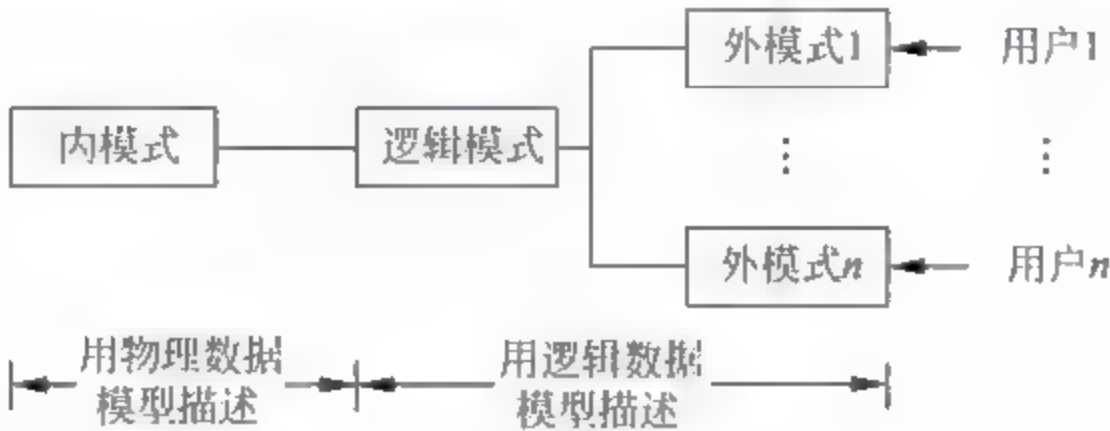 外模式1
用户1
内模式
逻辑模式
⋮
⋮
外模式n
用户n
用物理数据
模型描述
用逻辑数据
模型描述